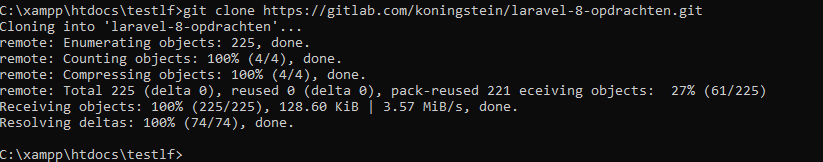 C:\xampp\htdocs\testlf>git clone https://gitlab.com/koningstein/laravel-8-opdrachten.git
Cloning into 'laravel-8-opdrachten'...
remote: Enumerating objects: 225, done.
remote: Counting objects: 100% (4/4), done.
remote: Compressing objects: 100% (4/4), done.
remote: Total 225 (delta 0), reused 0 (delta 0), pack-reused 221 eceiving objects:  27% (61/225)
Receiving objects: 100% (225/225), 128.60 KiB | 3.57 MiB/s, done.
Resolving deltas: 100% (74/74), done.
C:\xampp\htdocs\testlf>